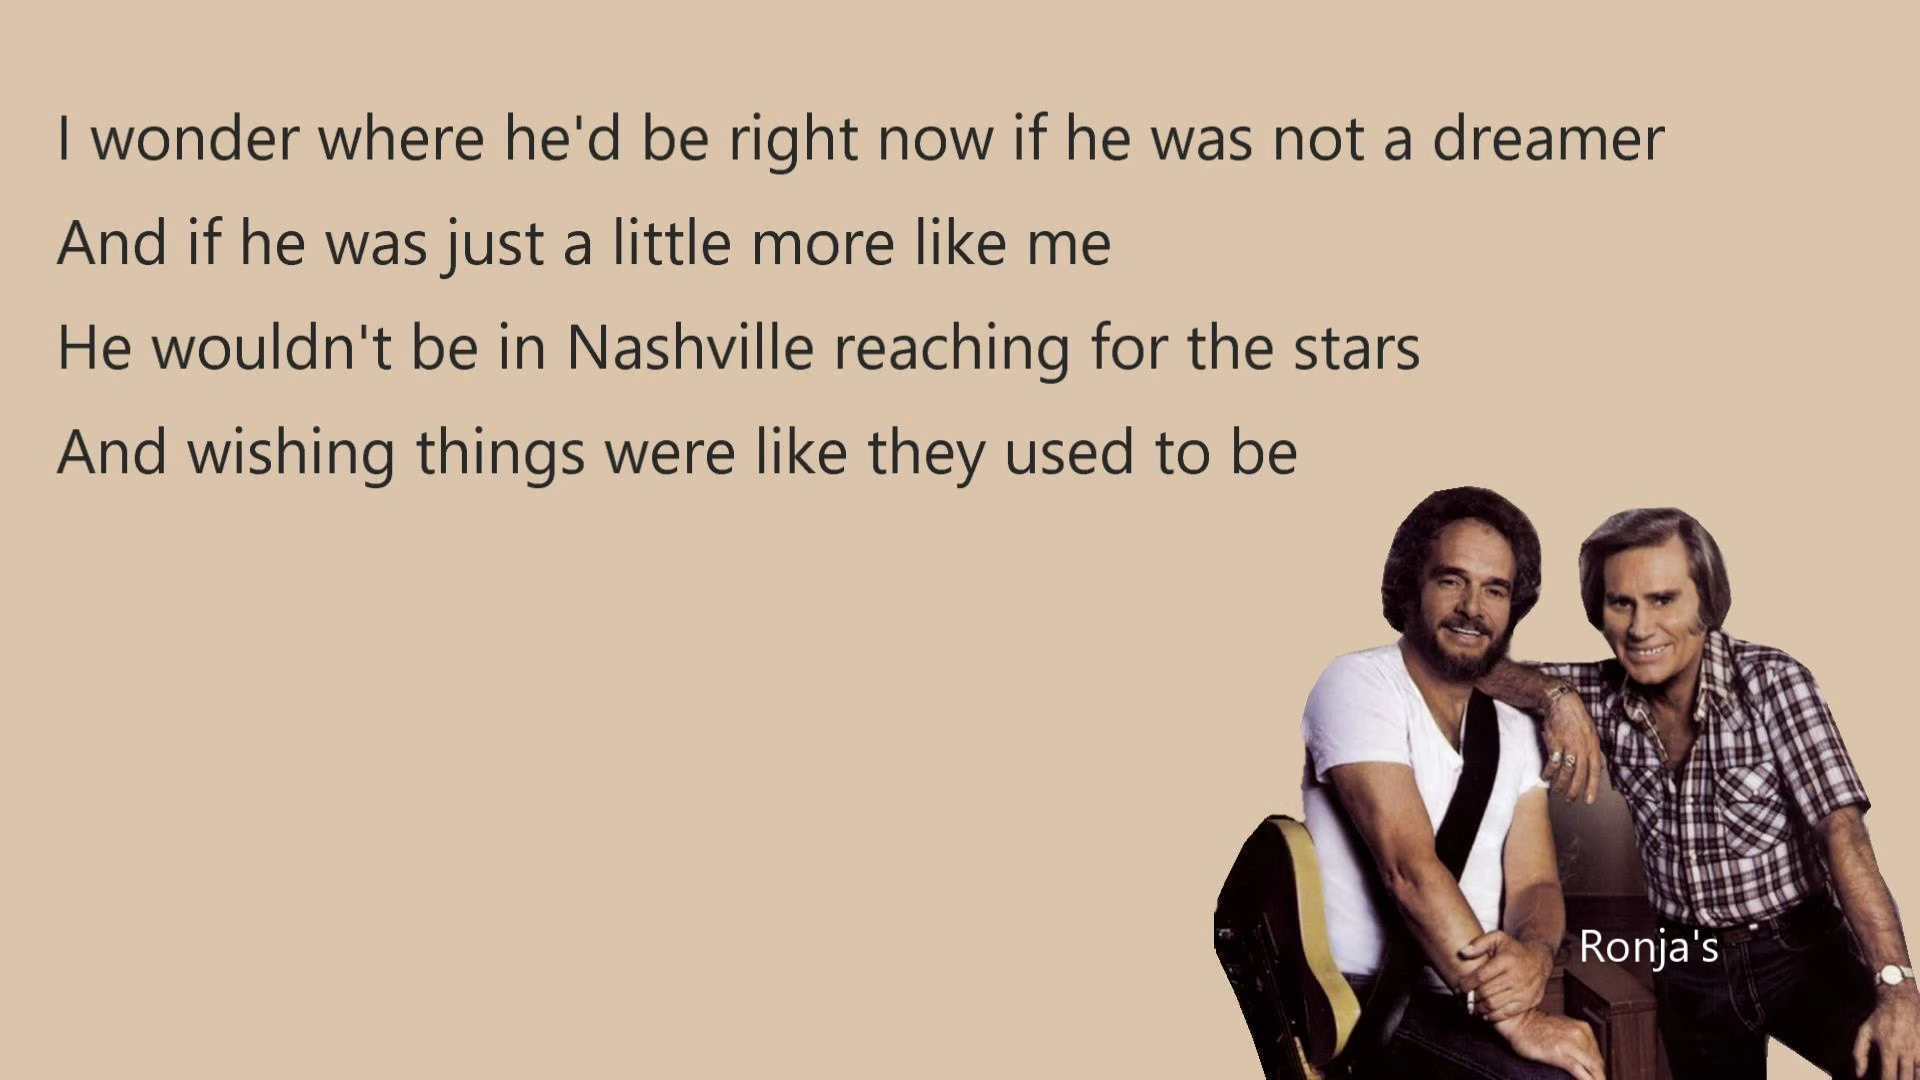 I wonder where he'd be right now if he was not a dreamer
And if he was just a little more like me
He wouldn't be in Nashville reaching for the stars
And wishing things were like they used to be
Ronja's